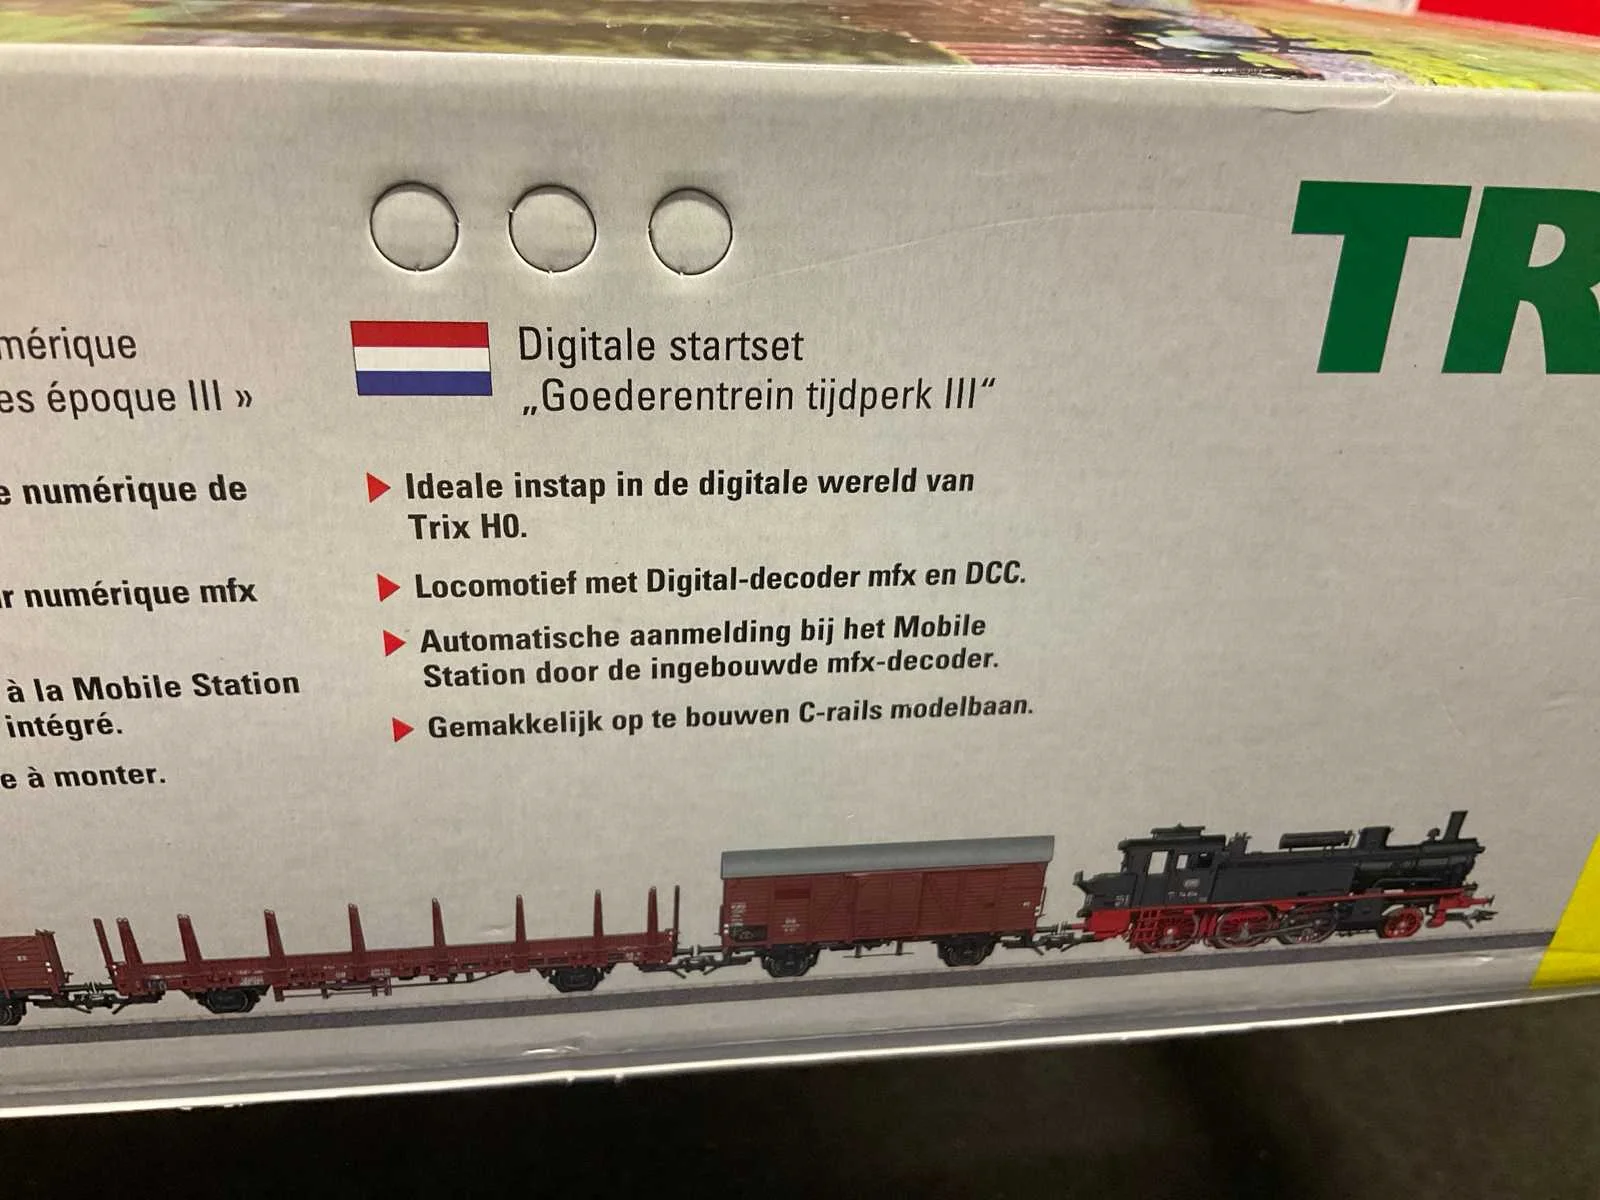 TR
mérique
es époque III »
e numérique de
r numérique mfx
à la Mobile Station
intégré.
e à monter.
Digitale startset
„Goederentrein tijdperk III“
Ideale instap in de digitale wereld van
Trix H0.
Locomotief met Digital-decoder mfx en DCC.
Automatische aanmelding bij het Mobile
Station door de ingebouwde mfx-decoder.
Gemakkelijk op te bouwen C-rails modelbaan.